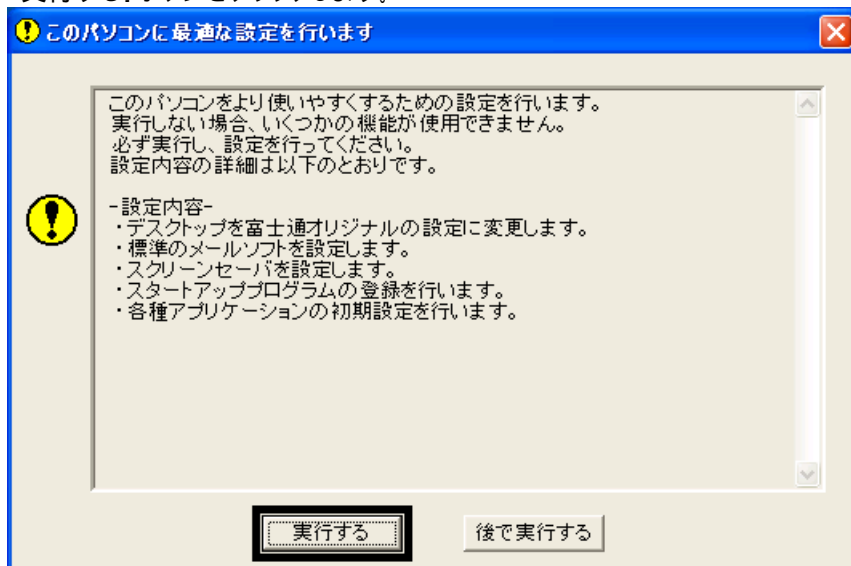 このパソコンに最適な設定を行います
このパソコンをより使いやすくするための設定を行います。
実行しない場合、いくつかの機能が使用できません。
必ず実行し、設定を行ってください。
設定内容の詳細は以下のとおりです。
-設定内容-
・デスクトップを富士通オリジナルの設定に変更します。
・標準のメールソフトを設定します。
・スクリーンセーバを設定します。
・スタートアッププログラムの登録を行います。
・各種アプリケーションの初期設定を行います。
実行する
後で実行する